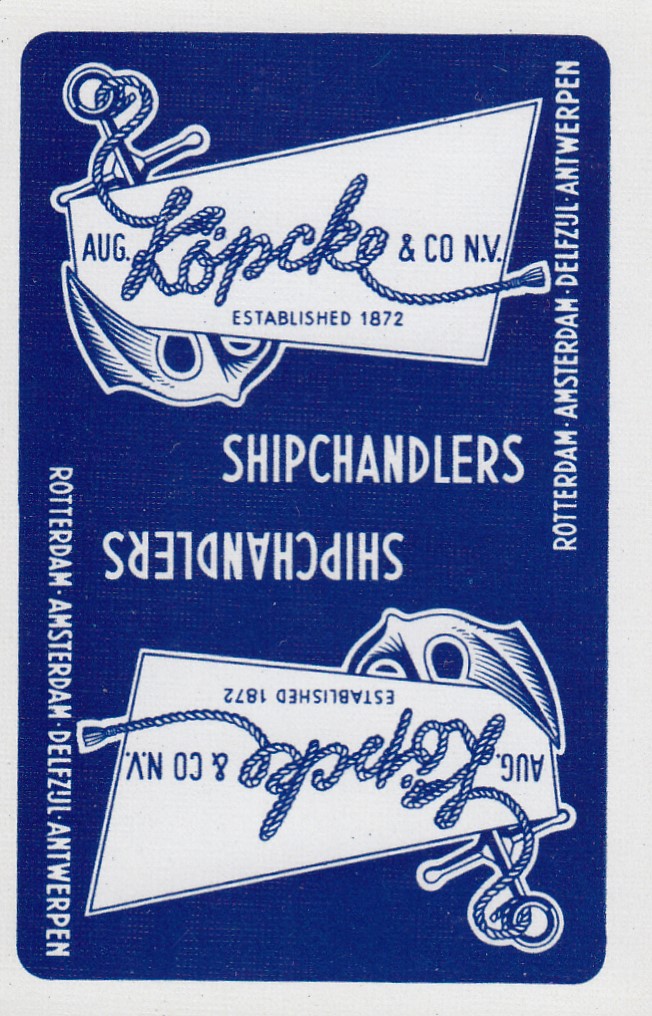 AUG. Köpcke & CO N.V.
ESTABLISHED 1872
SHIPCHANDLERS
ROTTERDAM·AMSTERDAM·DELFZIJL·ANTWERPEN
SHIPCHANDLERS
ESTABLISHED 1872
AUG. Köpcke & CO N.V.
ROTTERDAM·AMSTERDAM·DELFZIJL·ANTWERPEN